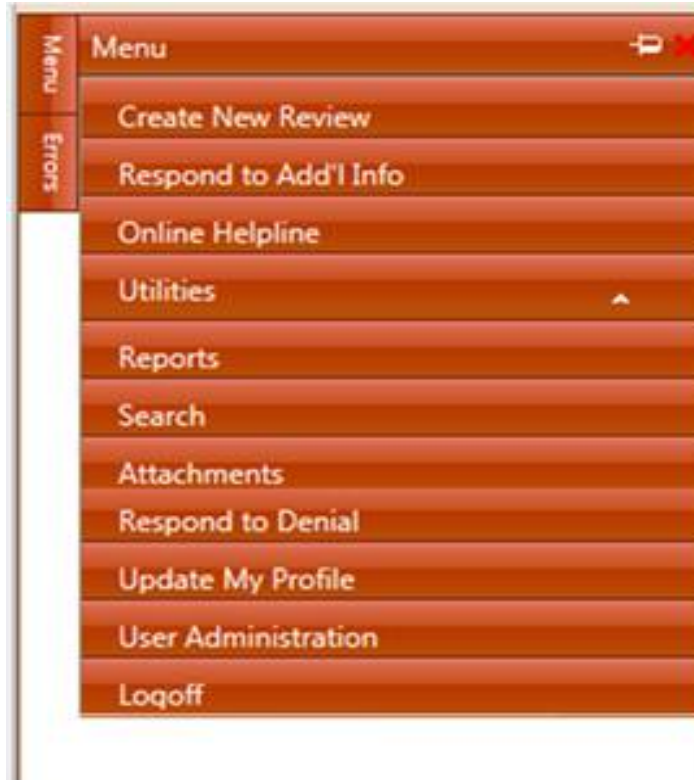 Menu
Errors
Menu
Create New Review
Respond to Add'l Info
Online Helpline
Utilities
Reports
Search
Attachments
Respond to Denial
Update My Profile
User Administration
Logoff